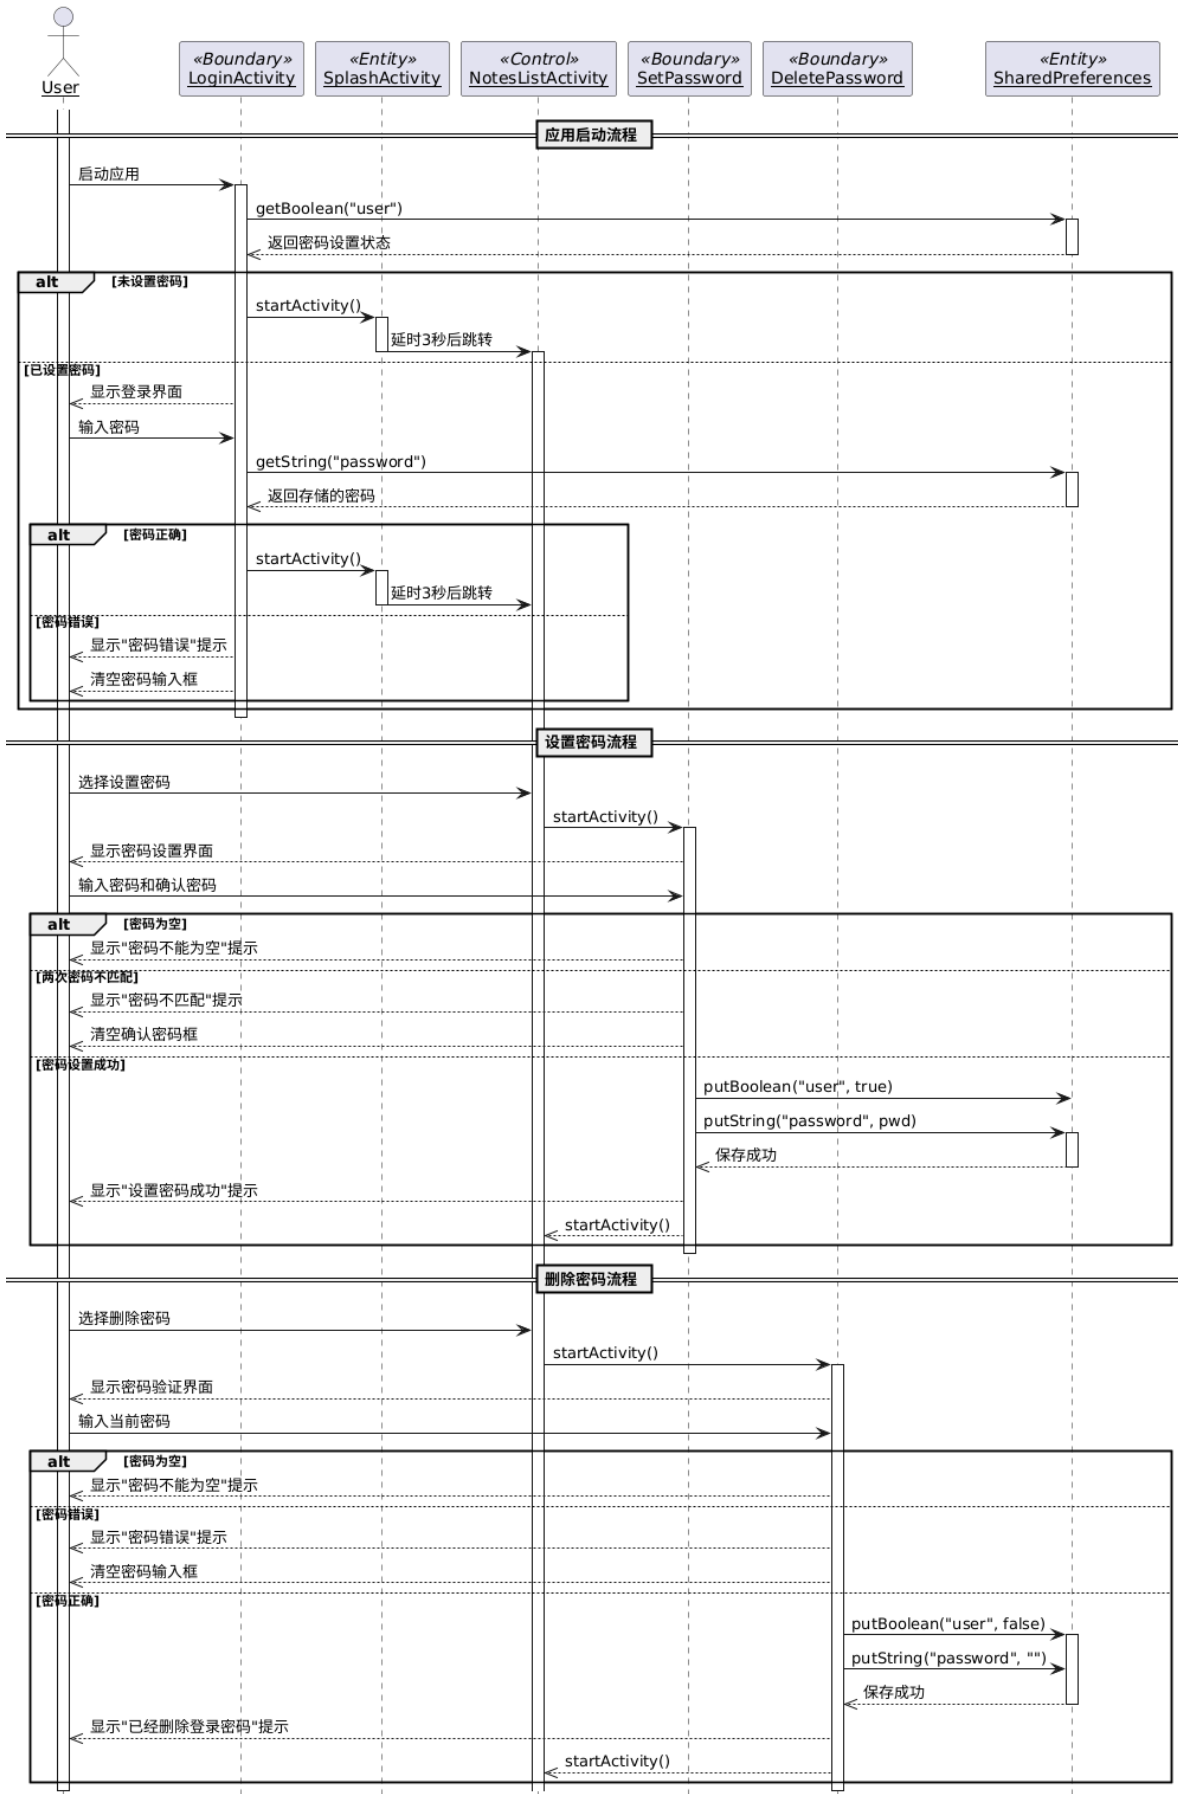 User
«Boundary»
LoginActivity
«Entity»
SplashActivity
«Control»
NotesListActivity
«Boundary»
SetPassword
«Boundary»
DeletePassword
«Entity»
SharedPreferences
应用启动流程
启动应用
getBoolean("user")
返回密码设置状态
alt [未设置密码]
startActivity()
延时3秒后跳转
[已设置密码]
显示登录界面
输入密码
getString("password")
返回存储的密码
alt [密码正确]
startActivity()
延时3秒后跳转
[密码错误]
显示"密码错误"提示
清空密码输入框
设置密码流程
选择设置密码
startActivity()
显示密码设置界面
输入密码和确认密码
alt [密码为空]
显示"密码不能为空"提示
[两次密码不匹配]
显示"密码不匹配"提示
清空确认密码框
[密码设置成功]
putBoolean("user", true)
putString("password", pwd)
保存成功
显示"设置密码成功"提示
startActivity()
删除密码流程
选择删除密码
startActivity()
显示密码验证界面
输入当前密码
alt [密码为空]
显示"密码不能为空"提示
[密码错误]
显示"密码错误"提示
清空密码输入框
[密码正确]
putBoolean("user", false)
putString("password", "")
保存成功
显示"已经删除登录密码"提示
startActivity()